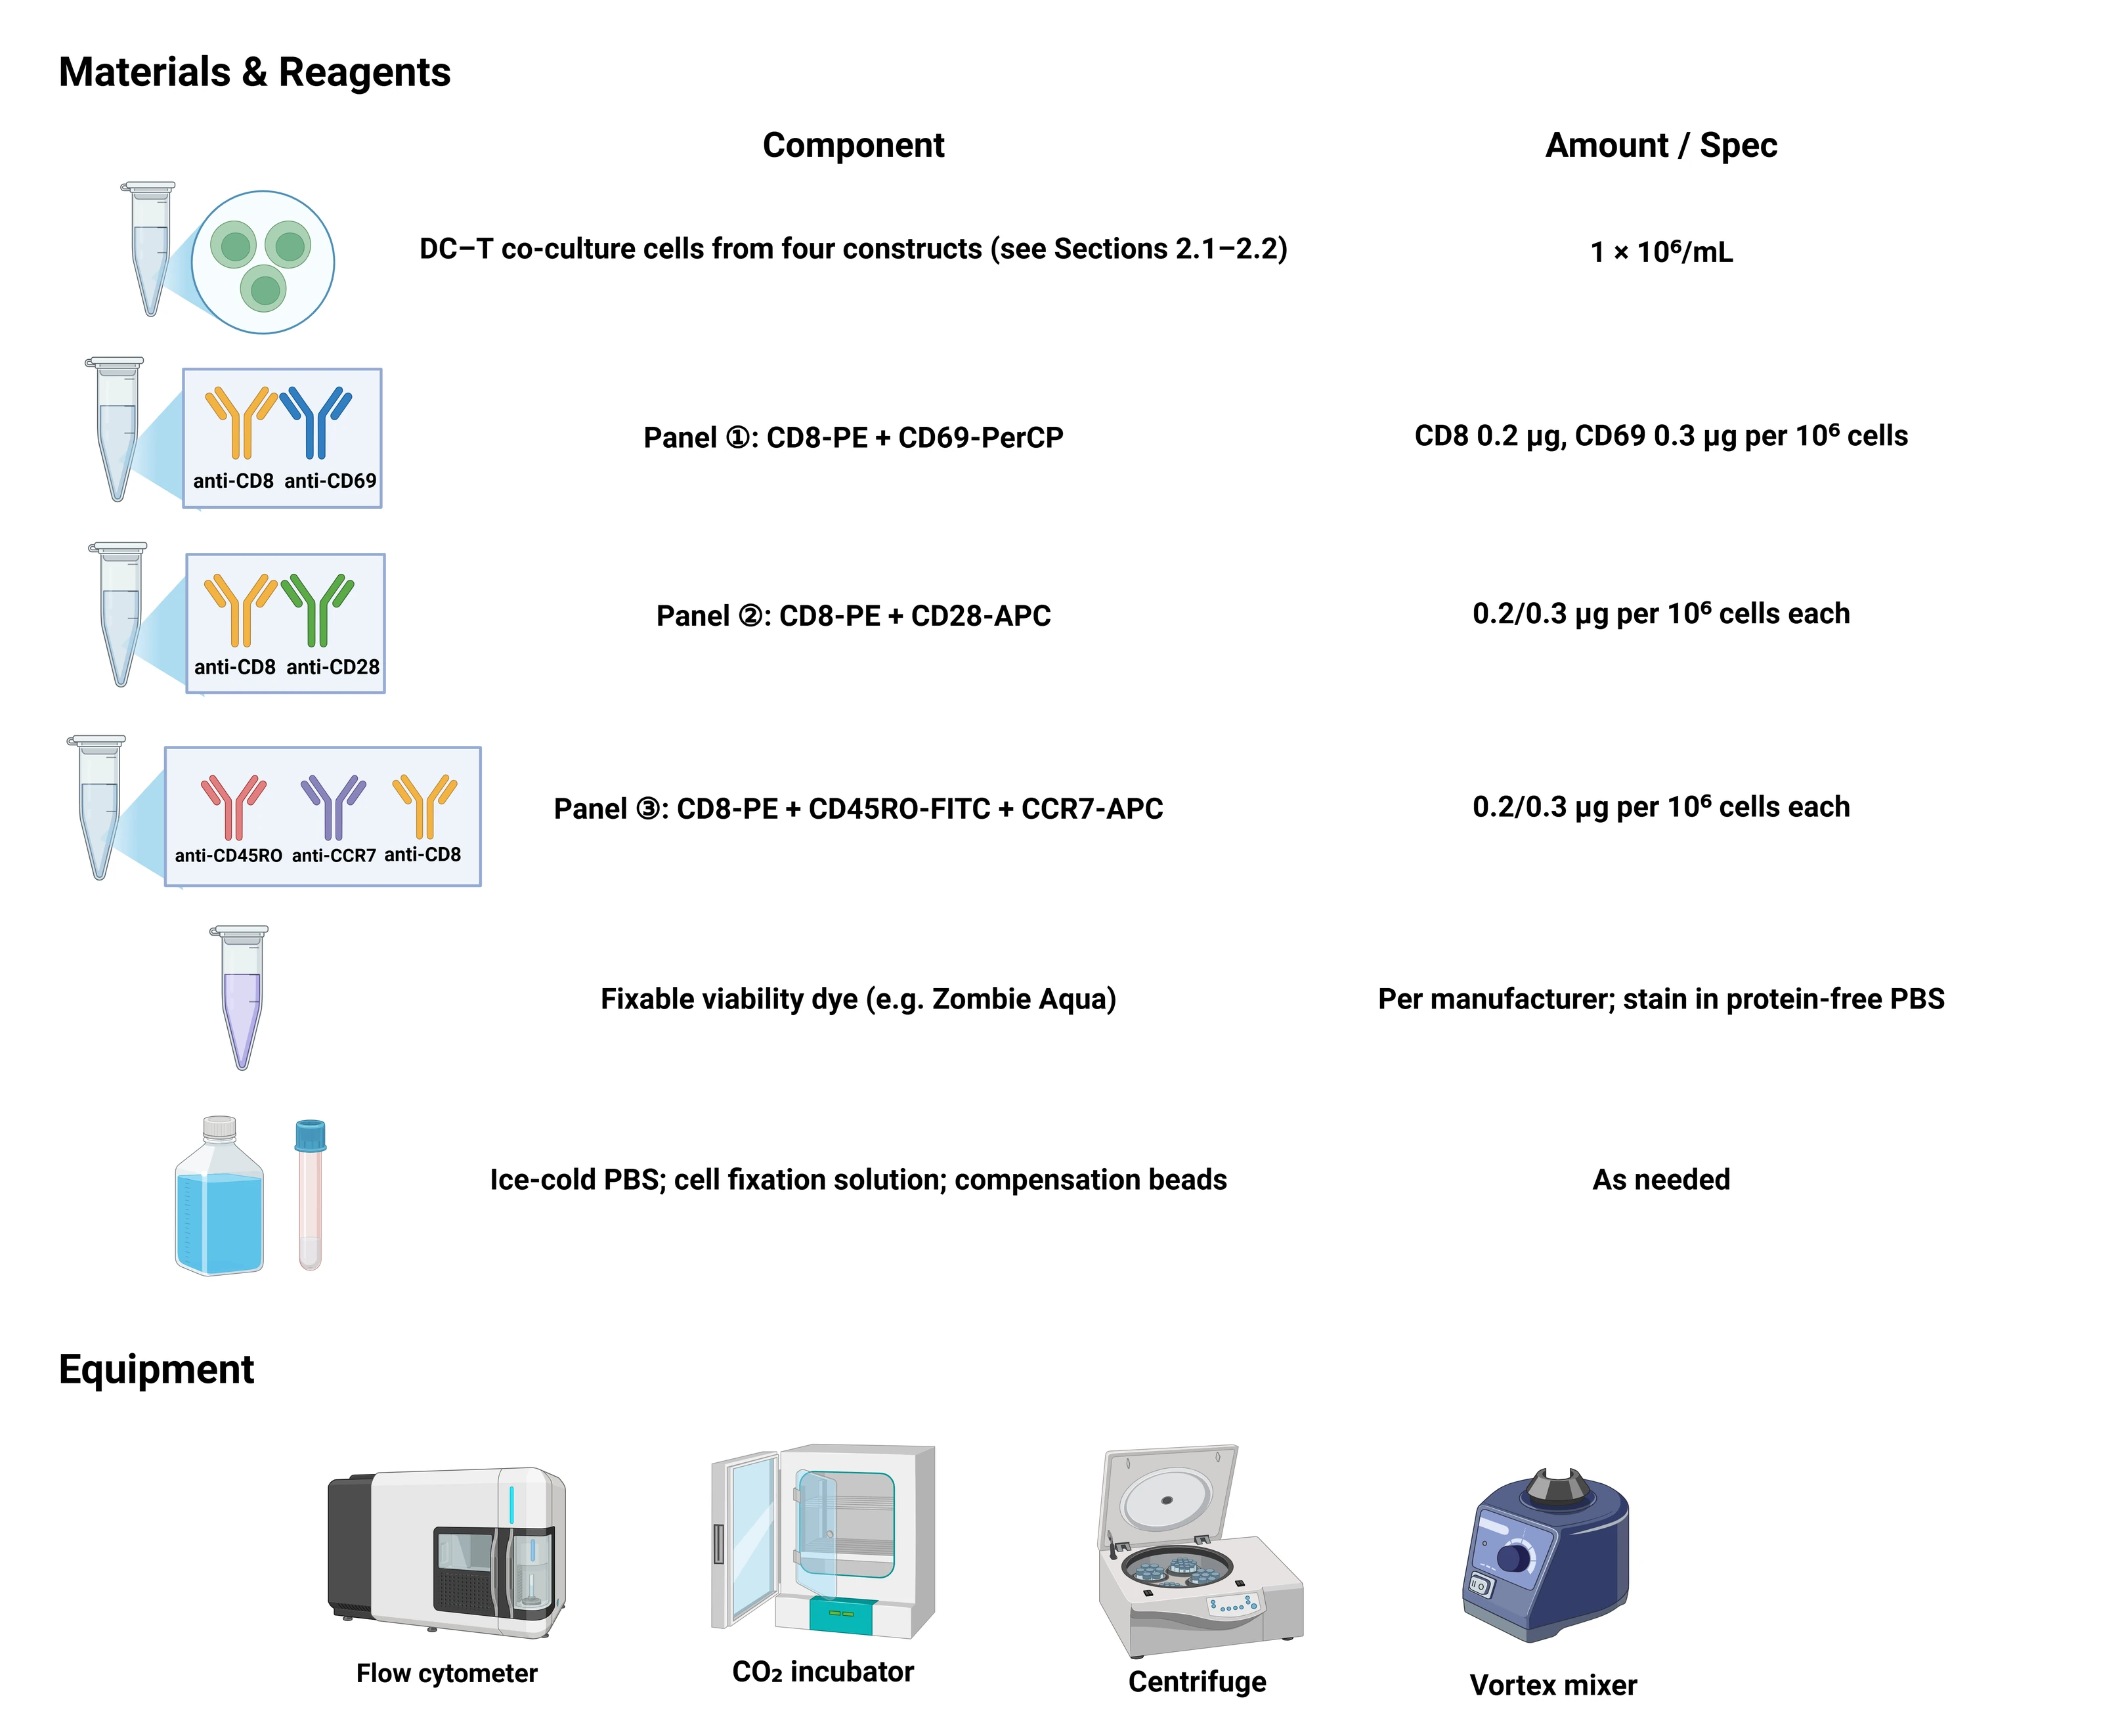 Materials & Reagents
Component
Amount / Spec
DC–T co-culture cells from four constructs (see Sections 2.1–2.2)
1 × 10⁶/mL
anti-CD8 anti-CD69
Panel ①: CD8-PE + CD69-PerCP
CD8 0.2 µg, CD69 0.3 µg per 10⁶ cells
anti-CD8 anti-CD28
Panel ②: CD8-PE + CD28-APC
0.2/0.3 µg per 10⁶ cells each
anti-CD45RO anti-CCR7 anti-CD8
Panel ③: CD8-PE + CD45RO-FITC + CCR7-APC
0.2/0.3 µg per 10⁶ cells each
Fixable viability dye (e.g. Zombie Aqua)
Per manufacturer; stain in protein-free PBS
Ice-cold PBS; cell fixation solution; compensation beads
As needed
Equipment
Flow cytometer
CO₂ incubator
Centrifuge
Vortex mixer